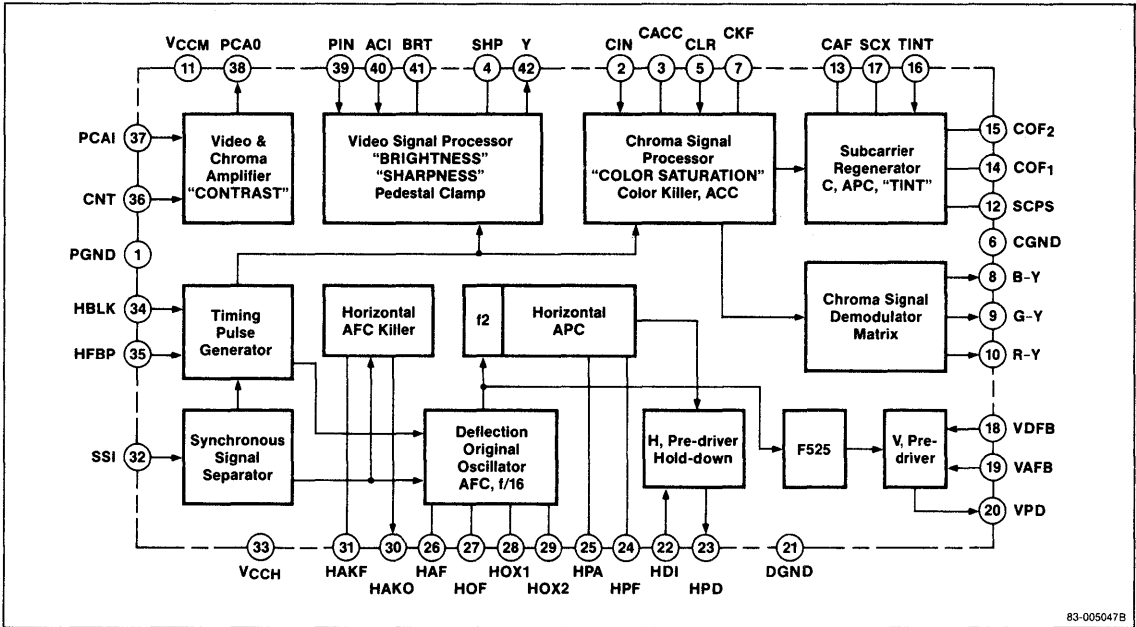 VCCM PCA0 PIN ACI BRT SHP Y CIN CACC CLR CKF CAF SCX TINT
11 38 39 40 41 4 42 2 3 5 7 13 17 16
PCAI 37
CNT 36
PGND 1
HBLK 34
HFBP 35
SSI 32
Video &
Chroma
Amplifier
“CONTRAST”
Video Signal Processor
“BRIGHTNESS”
“SHARPNESS”
Pedestal Clamp
Chroma Signal
Processor
“COLOR SATURATION”
Color Killer, ACC
Subcarrier
Regenerator
C, APC, “TINT”
15 COF2
14 COF1
12 SCPS
6 CGND
8 B–Y
9 G–Y
10 R–Y
Timing
Pulse
Generator
Horizontal
AFC Killer
f2
Horizontal
APC
Chroma Signal
Demodulator
Matrix
Synchronous
Signal
Separator
Deflection
Original
Oscillator
AFC, f/16
H, Pre-driver
Hold-down
F525
V, Pre-
driver
18 VDFB
19 VAFB
20 VPD
33 31 30 26 27 28 29 25 24 22 23 21
VCCH HAKF HAKO HAF HOF HOX1 HOX2 HPA HPF HDI HPD DGND
83-005047B